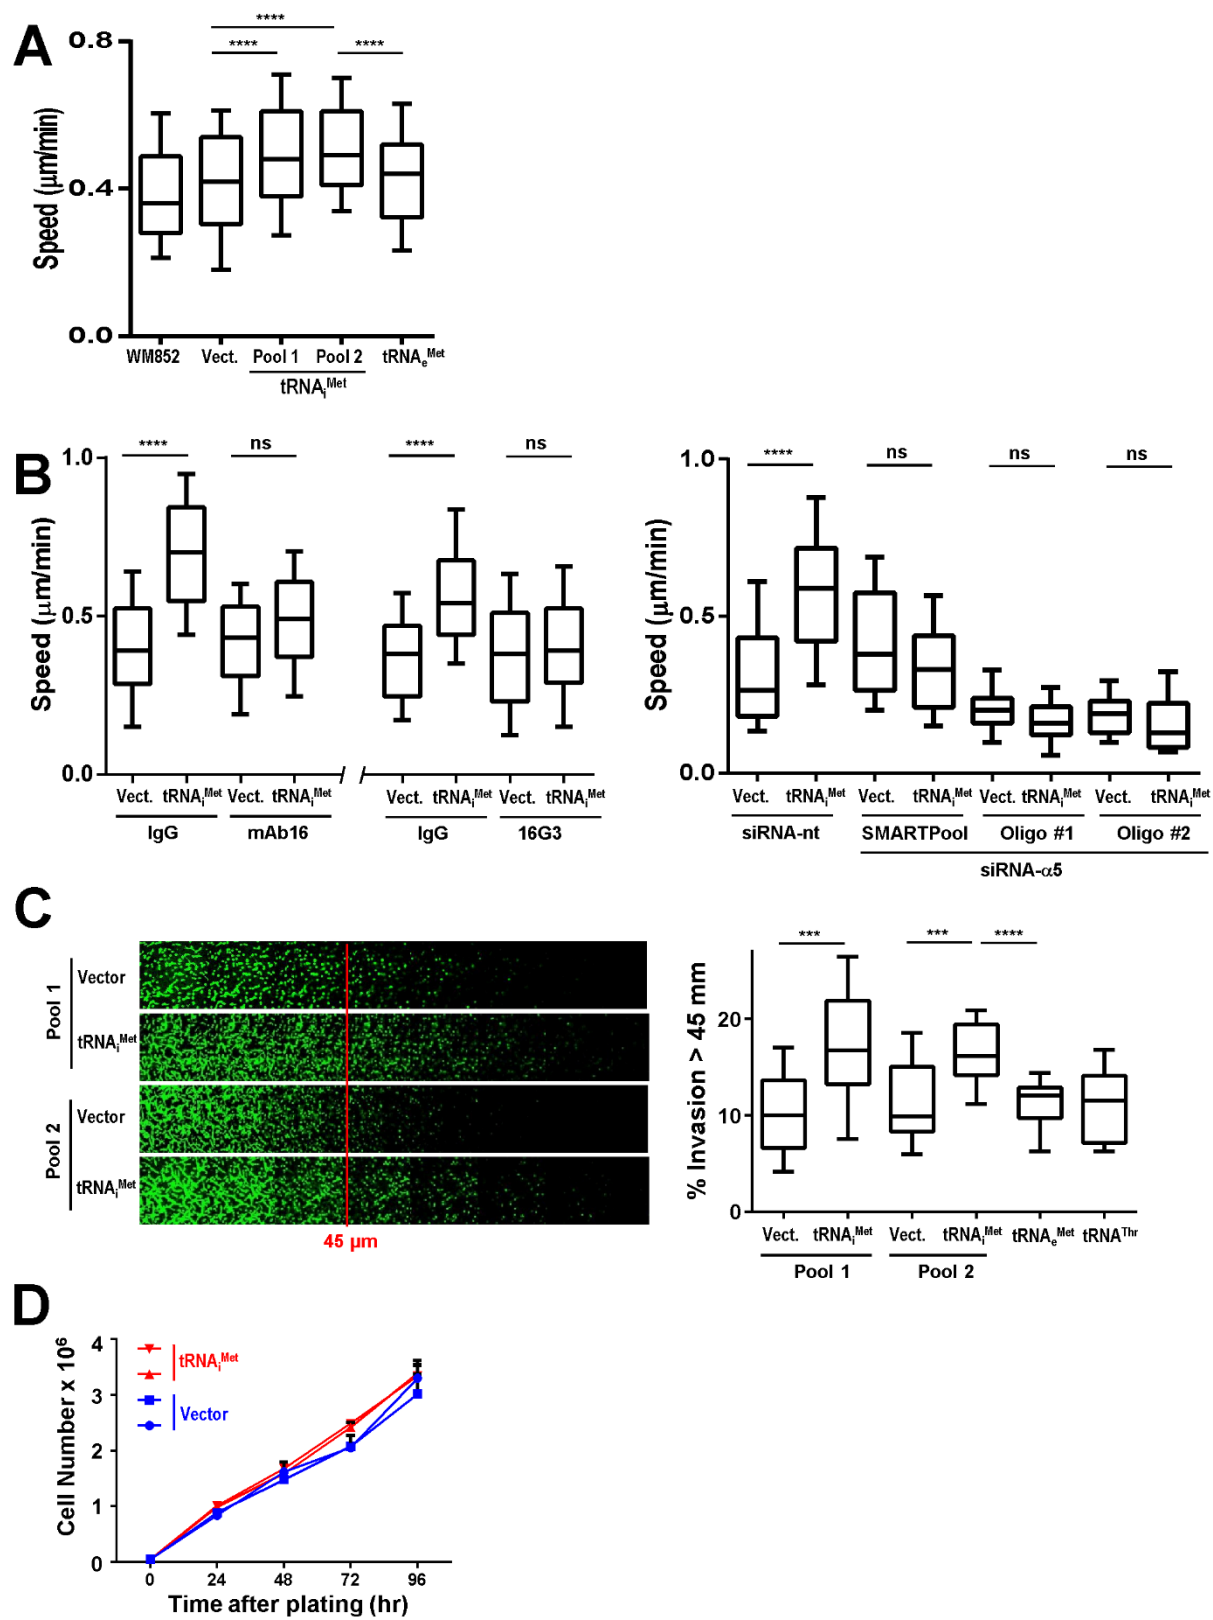 A
0.8
0.4
0.0
Speed (μm/min)
****
****
****
WM852 Vect. Pool 1 Pool 2 tRNAeMet
tRNAiMet
B
1.0
0.5
0.0
Speed (μm/min)
**** ns **** ns
Vect. tRNAiMet Vect. tRNAiMet Vect. tRNAiMet Vect. tRNAiMet
IgG mAb16 IgG 16G3
1.0
0.5
0.0
Speed (μm/min)
**** ns ns ns
Vect. tRNAiMet Vect. tRNAiMet Vect. tRNAiMet Vect. tRNAiMet
siRNA-nt SMARTPool Oligo #1 Oligo #2
siRNA-α5
C
Pool 1
Vector
tRNAiMet
Pool 2
Vector
tRNAiMet
45 μm
% Invasion > 45 mm
20
10
0
*** *** ****
Vect. tRNAiMet Vect. tRNAiMet tRNAeMet tRNAThr
Pool 1 Pool 2
D
Cell Number x 10⁶
4
3
2
1
0
tRNAiMet
Vector
0 24 48 72 96
Time after plating (hr)